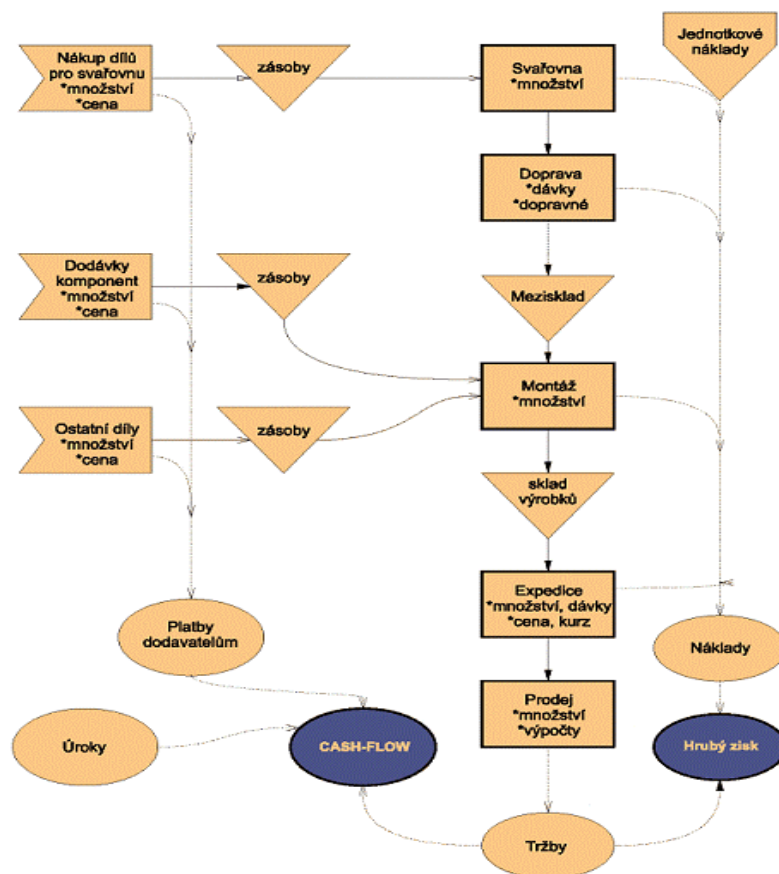 Nákup dílů
pro svařovnu
*množství
*cena
zásoby
Svařovna
*množství
Jednotkové
náklady
Doprava
*dávky
*dopravné
Dodávky
komponent
*množství
*cena
zásoby
Mezisklad
Montáž
*množství
Ostatní díly
*množství
*cena
zásoby
sklad
výrobků
Expedice
*množství, dávky
*cena, kurz
Platby
dodavatelům
Náklady
Prodej
*množství
*výpočty
Úroky
CASH-FLOW
Hrubý zisk
Tržby